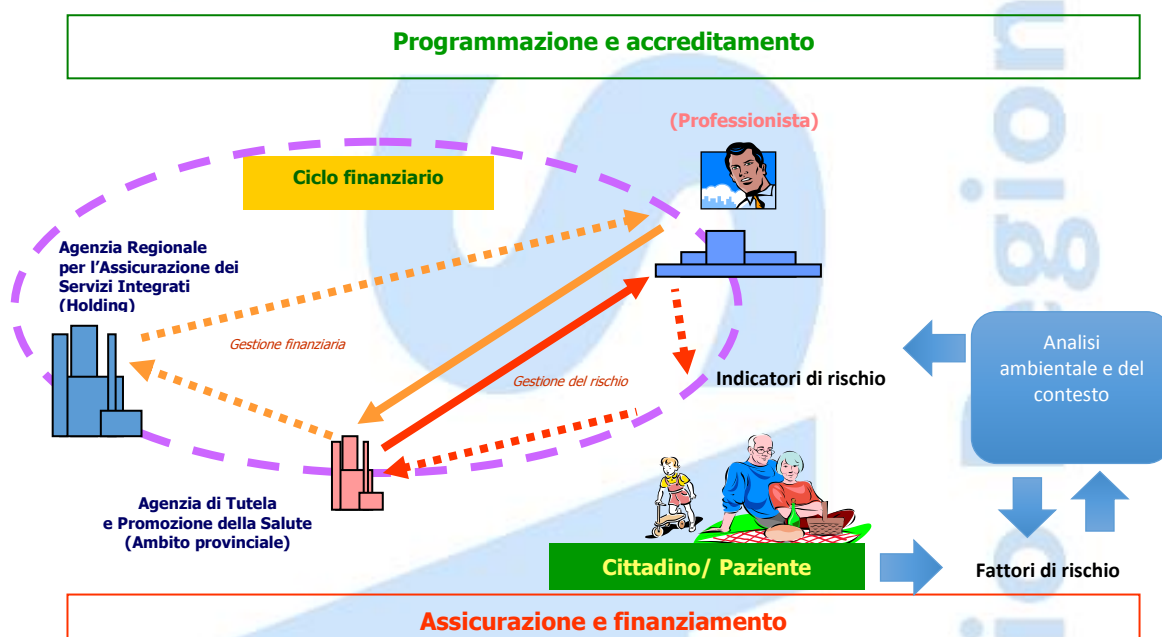 Programmazione e accreditamento
(Professionista)
Ciclo finanziario
Agenzia Regionale
per l'Assicurazione dei
Servizi Integrati
(Holding)
Gestione finanziaria
Gestione del rischio
Indicatori di rischio
Analisi
ambientale e del
contesto
Agenzia di Tutela
e Promozione della Salute
(Ambito provinciale)
Cittadino/ Paziente
Fattori di rischio
Assicurazione e finanziamento